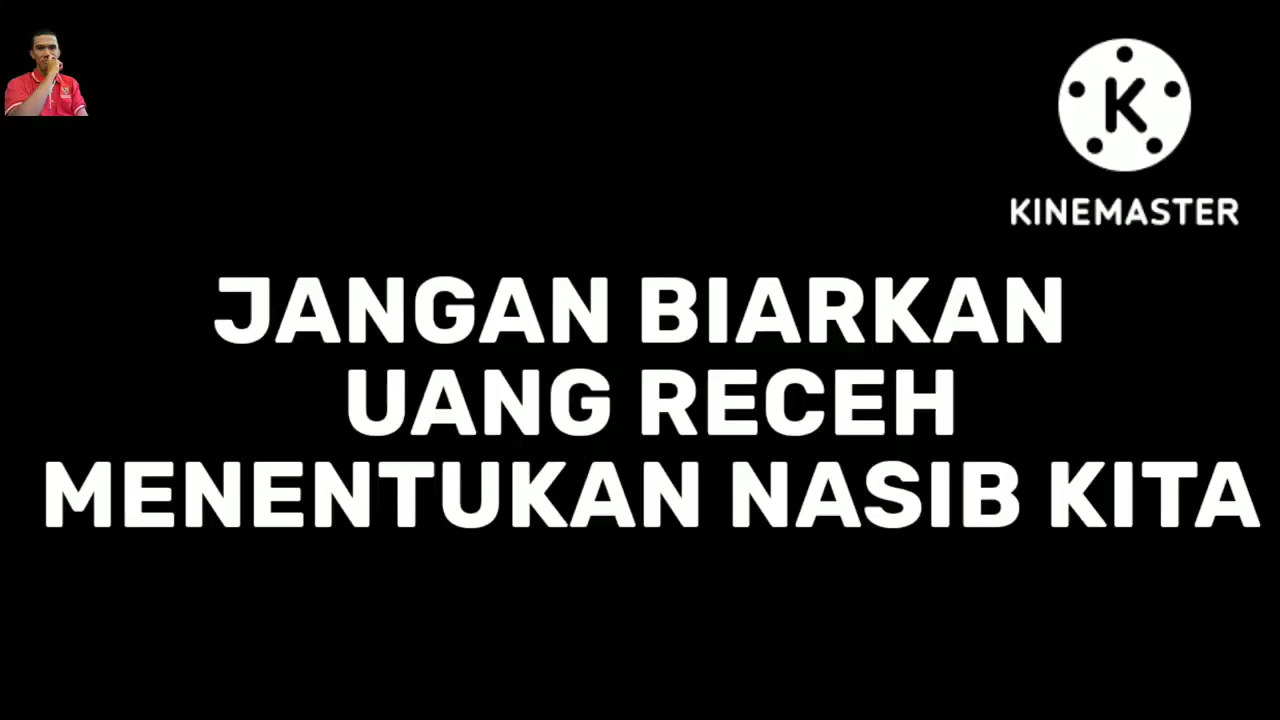 KINEMASTER
JANGAN BIARKAN
UANG RECEH
MENENTUKAN NASIB KITA